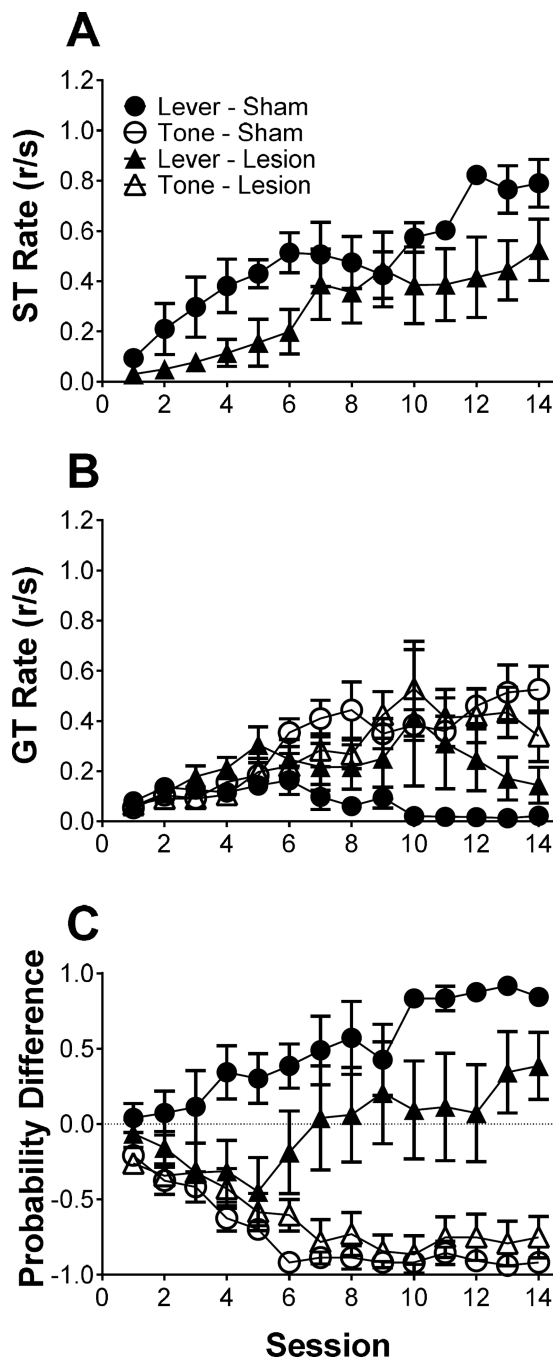 A
ST Rate (r/s)
1.2
1.0
0.8
0.6
0.4
0.2
0.0
Lever - Sham
Tone - Sham
Lever - Lesion
Tone - Lesion
0 2 4 6 8 10 12 14
B
GT Rate (r/s)
1.2
1.0
0.8
0.6
0.4
0.2
0.0
0 2 4 6 8 10 12 14
C
Probability Difference
1.0
0.5
0.0
-0.5
-1.0
0 2 4 6 8 10 12 14
Session